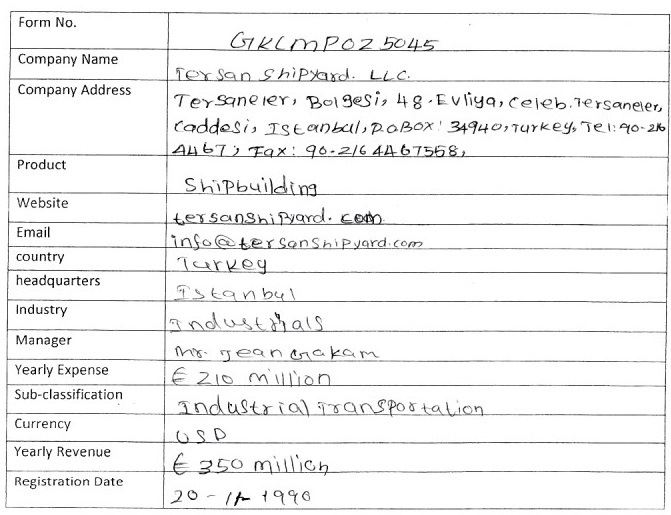 Form No. GKLMPOZ5045
Company Name Tersan Shipyard. LLC.
Company Address Tersaneler, Bolgesi, 48.Evliya, Celeb.Tersaneler,
Caddesi, Istanbul, P.O BOX: 34940, Turkey, Tel: 90-216
4467, Fax: 90-216 4467558,
Product Shipbuilding
Website tersanshipyard.com
Email info@tersanshipyard.com
country Turkey
headquarters Istanbul
Industry Industrials
Manager Mr. Jean Gakam
Yearly Expense € 210 million
Sub-classification Industrial Transportation
Currency USD
Yearly Revenue € 350 million
Registration Date 20-11-1990